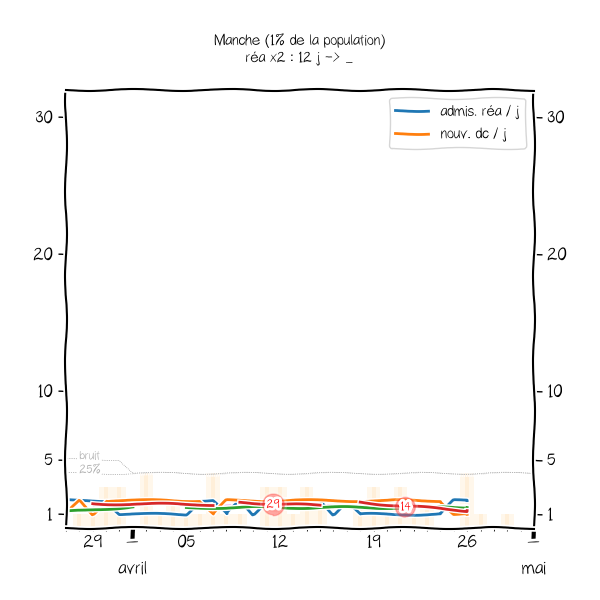 Manche (1% de la population)
réa x2 : 12 j -> _
admis. réa / j
nouv. dc / j
30
30
20
20
10
10
bruit
5
5
25%
29
14
1
1
29
05
12
19
26
avril
mai